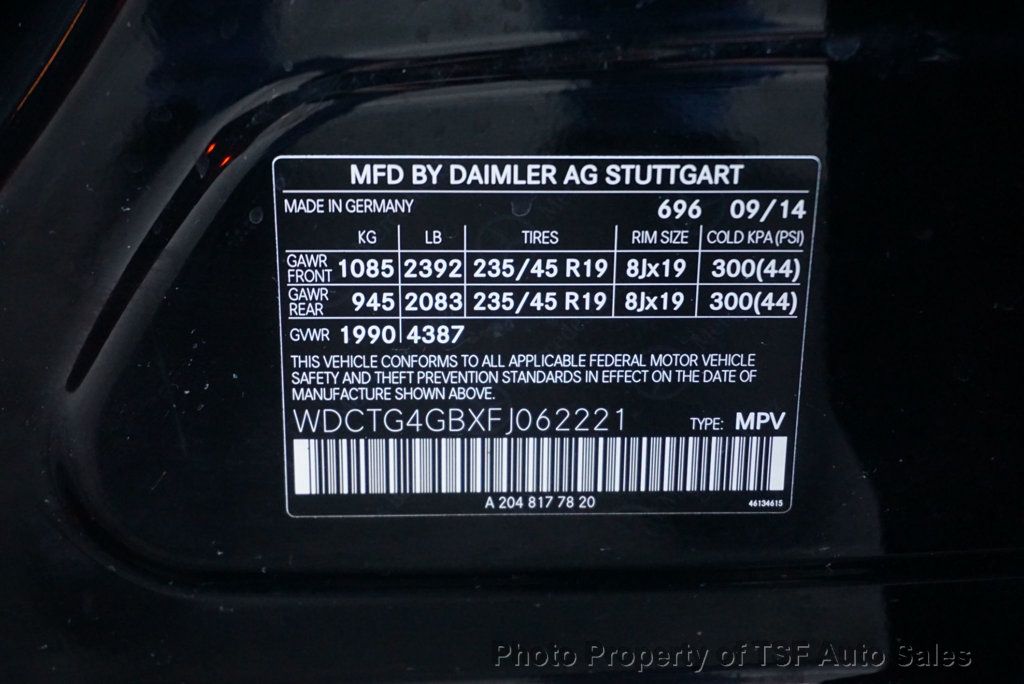 MFD BY DAIMLER AG STUTTGART
MADE IN GERMANY 696 09/14
KG LB TIRES RIM SIZE COLD KPA (PSI)
GAWR FRONT 1085 2392 235/45 R19 8Jx19 300(44)
GAWR REAR 945 2083 235/45 R19 8Jx19 300(44)
GVWR 1990 4387
THIS VEHICLE CONFORMS TO ALL APPLICABLE FEDERAL MOTOR VEHICLE
SAFETY AND THEFT PREVENTION STANDARDS IN EFFECT ON THE DATE OF
MANUFACTURE SHOWN ABOVE.
WDCTG4GBXFJ062221 TYPE: MPV
A 204 817 78 20 46134615
Photo Property of TSF Auto Sales